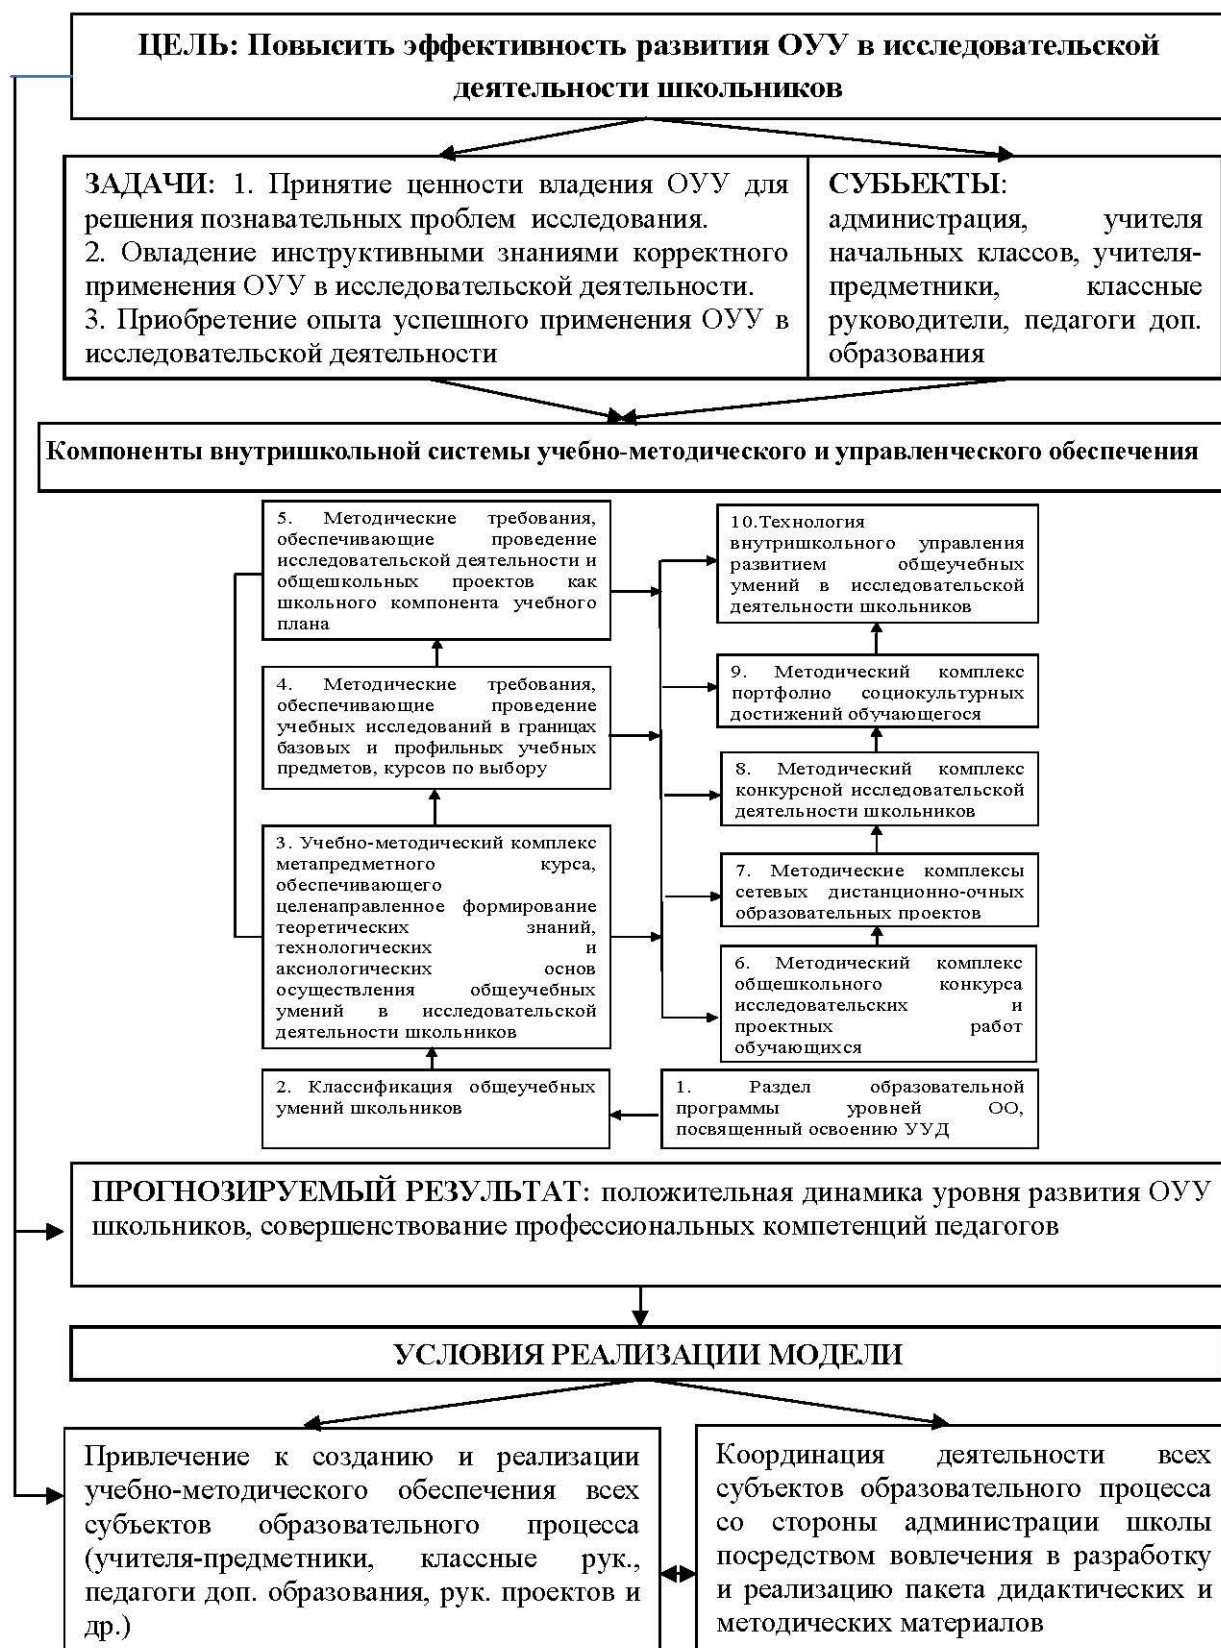 ЦЕЛЬ: Повысить эффективность развития ОУУ в исследовательской
деятельности школьников
ЗАДАЧИ: 1. Принятие ценности владения ОУУ для
решения познавательных проблем исследования.
2. Овладение инструктивными знаниями корректного
применения ОУУ в исследовательской деятельности.
3. Приобретение опыта успешного применения ОУУ в
исследовательской деятельности
СУБЪЕКТЫ:
администрация, учителя
начальных классов, учителя-
предметники, классные
руководители, педагоги доп.
образования
Компоненты внутришкольной системы учебно-методического и управленческого обеспечения
5. Методические требования,
обеспечивающие проведение
исследовательской деятельности и
общешкольных проектов как
школьного компонента учебного
плана
4. Методические требования,
обеспечивающие проведение
учебных исследований в границах
базовых и профильных учебных
предметов, курсов по выбору
3. Учебно-методический комплекс
метапредметного курса,
обеспечивающего
целенаправленное формирование
теоретических знаний,
технологических и
аксиологических основ
осуществления общеучебных
умений в исследовательской
деятельности школьников
2. Классификация общеучебных
умений школьников
10.Технология
внутришкольного управления
развитием общеучебных
умений в исследовательской
деятельности школьников
9. Методический комплекс
портфолио социокультурных
достижений обучающегося
8. Методический комплекс
конкурсной исследовательской
деятельности школьников
7. Методические комплексы
сетевых дистанционно-очных
образовательных проектов
6. Методический комплекс
общешкольного конкурса
исследовательских и
проектных работ
обучающихся
1. Раздел образовательной
программы уровней ОО,
посвященный освоению УУД
ПРОГНОЗИРУЕМЫЙ РЕЗУЛЬТАТ: положительная динамика уровня развития ОУУ
школьников, совершенствование профессиональных компетенций педагогов
УСЛОВИЯ РЕАЛИЗАЦИИ МОДЕЛИ
Привлечение к созданию и реализации
учебно-методического обеспечения всех
субъектов образовательного процесса
(учителя-предметники, классные рук.,
педагоги доп. образования, рук. проектов и
др.)
Координация деятельности всех
субъектов образовательного процесса
со стороны администрации школы
посредством вовлечения в разработку
и реализацию пакета дидактических и
методических материалов